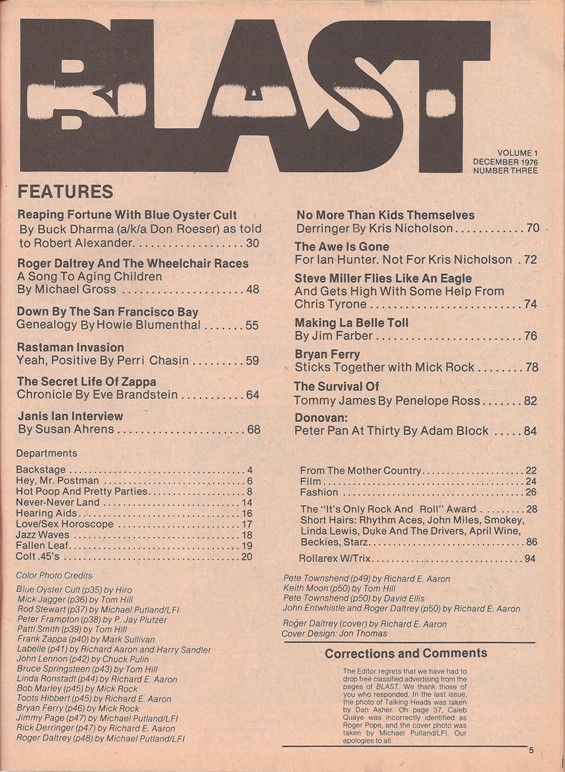 BLAST
VOLUME 1
DECEMBER 1976
NUMBER THREE
FEATURES
Reaping Fortune With Blue Oyster Cult
By Buck Dharma (a/k/a Don Roeser) as told
to Robert Alexander. . . . . . . . . . . . . . . . . . 30
Roger Daltrey And The Wheelchair Races
A Song To Aging Children
By Michael Gross . . . . . . . . . . . . . . . . . . . . 48
Down By The San Francisco Bay
Genealogy By Howie Blumenthal . . . . . . . 55
Rastaman Invasion
Yeah, Positive By Perri Chasin . . . . . . . . . 59
The Secret Life Of Zappa
Chronicle By Eve Brandstein . . . . . . . . . . . 64
Janis Ian Interview
By Susan Ahrens . . . . . . . . . . . . . . . . . . . . 68
No More Than Kids Themselves
Derringer By Kris Nicholson . . . . . . . . . . . 70
The Awe Is Gone
For Ian Hunter. Not For Kris Nicholson . 72
Steve Miller Flies Like An Eagle
And Gets High With Some Help From
Chris Tyrone . . . . . . . . . . . . . . . . . . . . . . . 74
Making La Belle Toll
By Jim Farber . . . . . . . . . . . . . . . . . . . . . . 76
Bryan Ferry
Sticks Together with Mick Rock . . . . . . . . 78
The Survival Of
Tommy James By Penelope Ross . . . . . . . 82
Donovan:
Peter Pan At Thirty By Adam Block . . . . . 84
Departments
Backstage . . . . . . . . . . . . . . . . . . . . . . 4
Hey, Mr. Postman . . . . . . . . . . . . . . . . 6
Hot Poop And Pretty Parties. . . . . . . . . . 8
Never-Never Land . . . . . . . . . . . . . . . . 14
Hearing Aids. . . . . . . . . . . . . . . . . . . . 16
Love/Sex Horoscope . . . . . . . . . . . . . . 17
Jazz Waves . . . . . . . . . . . . . . . . . . . . 18
Fallen Leaf. . . . . . . . . . . . . . . . . . . . . 19
Colt .45's . . . . . . . . . . . . . . . . . . . . . . 20
From The Mother Country. . . . . . . . . . . . . 22
Film. . . . . . . . . . . . . . . . . . . . . . . . . . 24
Fashion . . . . . . . . . . . . . . . . . . . . . . . 26
The "It's Only Rock And Roll" Award . . . . . . 28
Short Hairs: Rhythm Aces, John Miles, Smokey,
Linda Lewis, Duke And The Drivers, April Wine,
Beckies, Starz. . . . . . . . . . . . . . . . . . . . 86
Rollarex W/Trix. . . . . . . . . . . . . . . . . . . 94
Color Photo Credits
Blue Oyster Cult (p35) by Hiro
Mick Jagger (p36) by Tom Hill
Rod Stewart (p37) by Michael Putland/LFI
Peter Frampton (p38) by P. Jay Plutzer
Patti Smith (p39) by Tom Hill
Frank Zappa (p40) by Mark Sullivan
Labelle (p41) by Richard Aaron and Harry Sandler
John Lennon (p42) by Chuck Pulin
Bruce Springsteen (p43) by Tom Hill
Linda Ronstadt (p44) by Richard E. Aaron
Bob Marley (p45) by Mick Rock
Toots Hibbert (p45) by Richard E. Aaron
Bryan Ferry (p46) by Mick Rock
Jimmy Page (p47) by Michael Putland/LFI
Rick Derringer (p47) by Richard E. Aaron
Roger Daltrey (p48) by Michael Putland/LFI
Pete Townshend (p49) by Richard E. Aaron
Keith Moon (p50) by Tom Hill
Pete Townshend (p50) by David Ellis
John Entwhistle and Roger Daltrey (p50) by Richard E. Aaron
Roger Daltrey (cover) by Richard E. Aaron
Cover Design: Jon Thomas
Corrections and Comments
The Editor regrets that we have had to
drop free classified advertising from the
pages of BLAST. We thank those of
you who responded. In the last issue,
the photo of Talking Heads was taken
by Dan Asher. Oh page 37, Caleb
Quaye was incorrectly identified as
Roger Pope, and the cover photo was
taken by Michael Putland/LFI. Our
apologies to all.
5